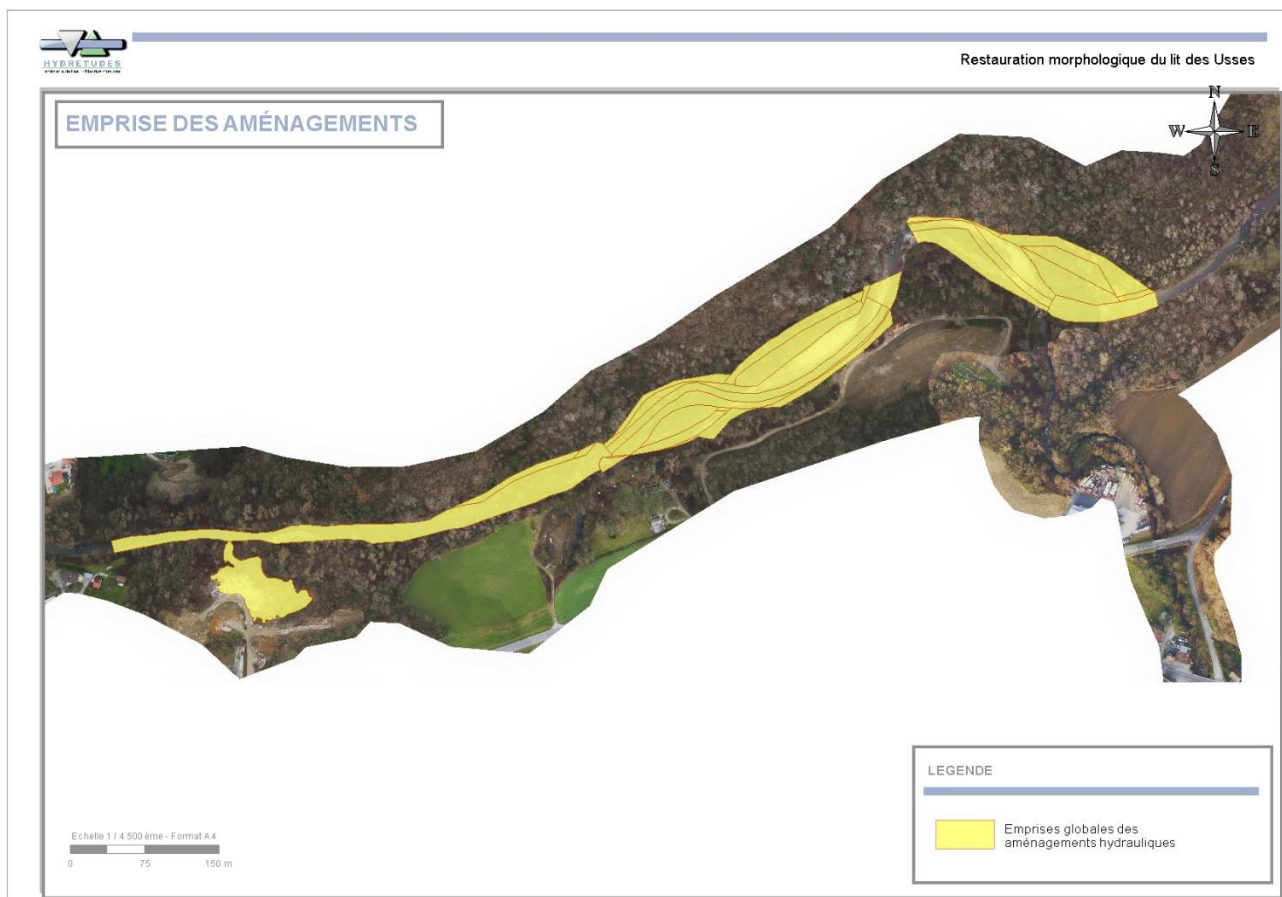 HYDRETUDES
Restauration morphologique du lit des Usses
EMPRISE DES AMÉNAGEMENTS
N
W
E
S
LEGENDE
Emprises globales des
aménagements hydrauliques
Echelle 1 / 4 500 ème - Format A4
0 75 150 m